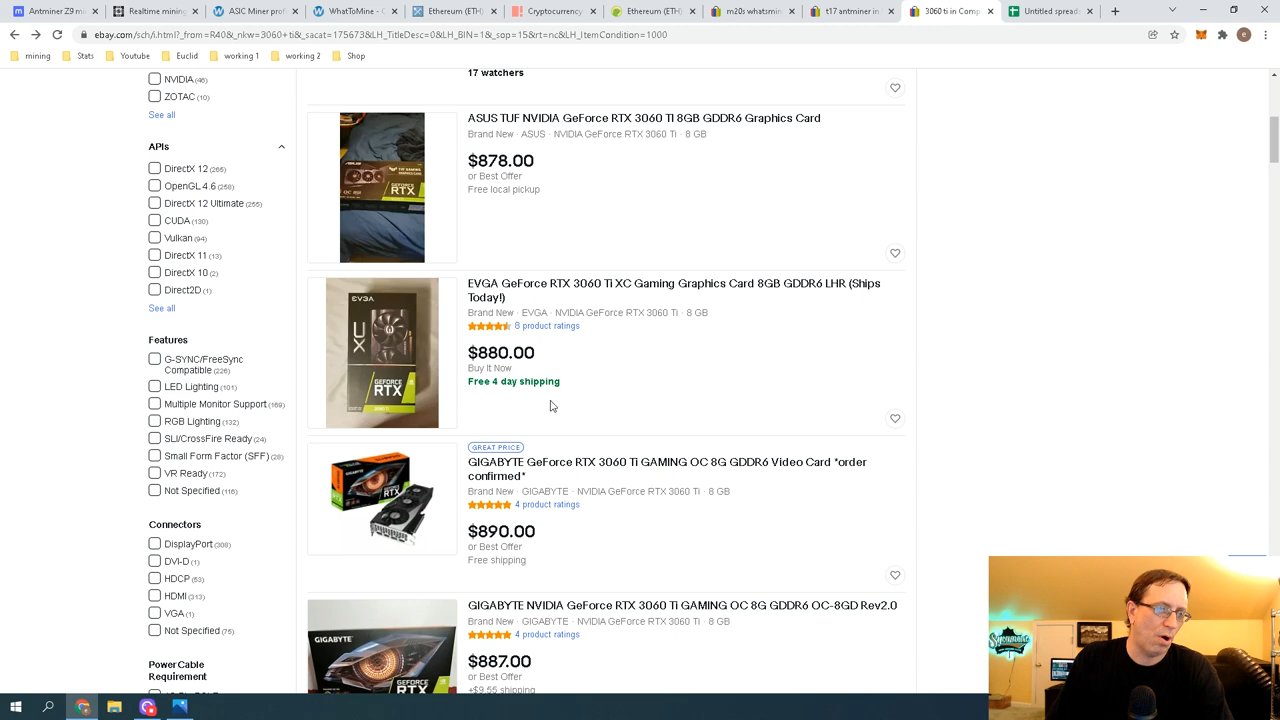 Antminer Z9 mi
WhatToMine - C
Ethereum (ETH)
Cryptocurrency
Ethereum (ETH)
m20s whatsmin
t17 antminer in
3060 ti in Comp
Untitled spreads
ebay.com/sch/i.html?_from=R40&_nkw=3060+ti&_sacat=175673&LH_TitleDesc=0&LH_BIN=1&_sop=15&rt=nc&LH_ItemCondition=1000
mining
Stats
Youtube
Euclid
working 1
working 2
Shop
NVIDIA (46)
ZOTAC (10)
See all
APIs
DirectX 12 (265)
OpenGL 4.6 (258)
DirectX 12 Ultimate (255)
CUDA (130)
Vulkan (94)
DirectX 11 (13)
DirectX 10 (2)
Direct2D (1)
See all
Features
G-SYNC/FreeSync
Compatible (226)
LED Lighting (101)
Multiple Monitor Support (169)
RGB Lighting (132)
SLI/CrossFire Ready (24)
Small Form Factor (SFF) (28)
VR Ready (172)
Not Specified (116)
Connectors
DisplayPort (308)
DVI-D (1)
HDCP (53)
HDMI (313)
VGA (1)
Not Specified (75)
Power Cable
Requirement
17 watchers
ASUS TUF NVIDIA GeForce RTX 3060 TI 8GB GDDR6 Graphics Card
Brand New · ASUS · NVIDIA GeForce RTX 3060 Ti · 8 GB
$878.00
or Best Offer
Free local pickup
EVGA GeForce RTX 3060 Ti XC Gaming Graphics Card 8GB GDDR6 LHR (Ships
Today!)
Brand New · EVGA · NVIDIA GeForce RTX 3060 Ti · 8 GB
8 product ratings
$880.00
Buy It Now
Free 4 day shipping
EVGA
XC
GEFORCE
RTX
GREAT PRICE
GIGABYTE GeForce RTX 3060 Ti GAMING OC 8G GDDR6 Video Card *order
confirmed*
Brand New · GIGABYTE · NVIDIA GeForce RTX 3060 Ti · 8 GB
4 product ratings
$890.00
or Best Offer
Free shipping
GIGABYTE NVIDIA GeForce RTX 3060 Ti GAMING OC 8G GDDR6 OC-8GD Rev2.0
Brand New · GIGABYTE · NVIDIA GeForce RTX 3060 Ti · 8 GB
4 product ratings
$887.00
or Best Offer
+$9.55 shipping
GIGABYTE